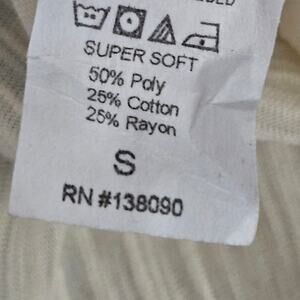 SUPER SOFT
50% Poly
25% Cotton
25% Rayon
S
RN #138090